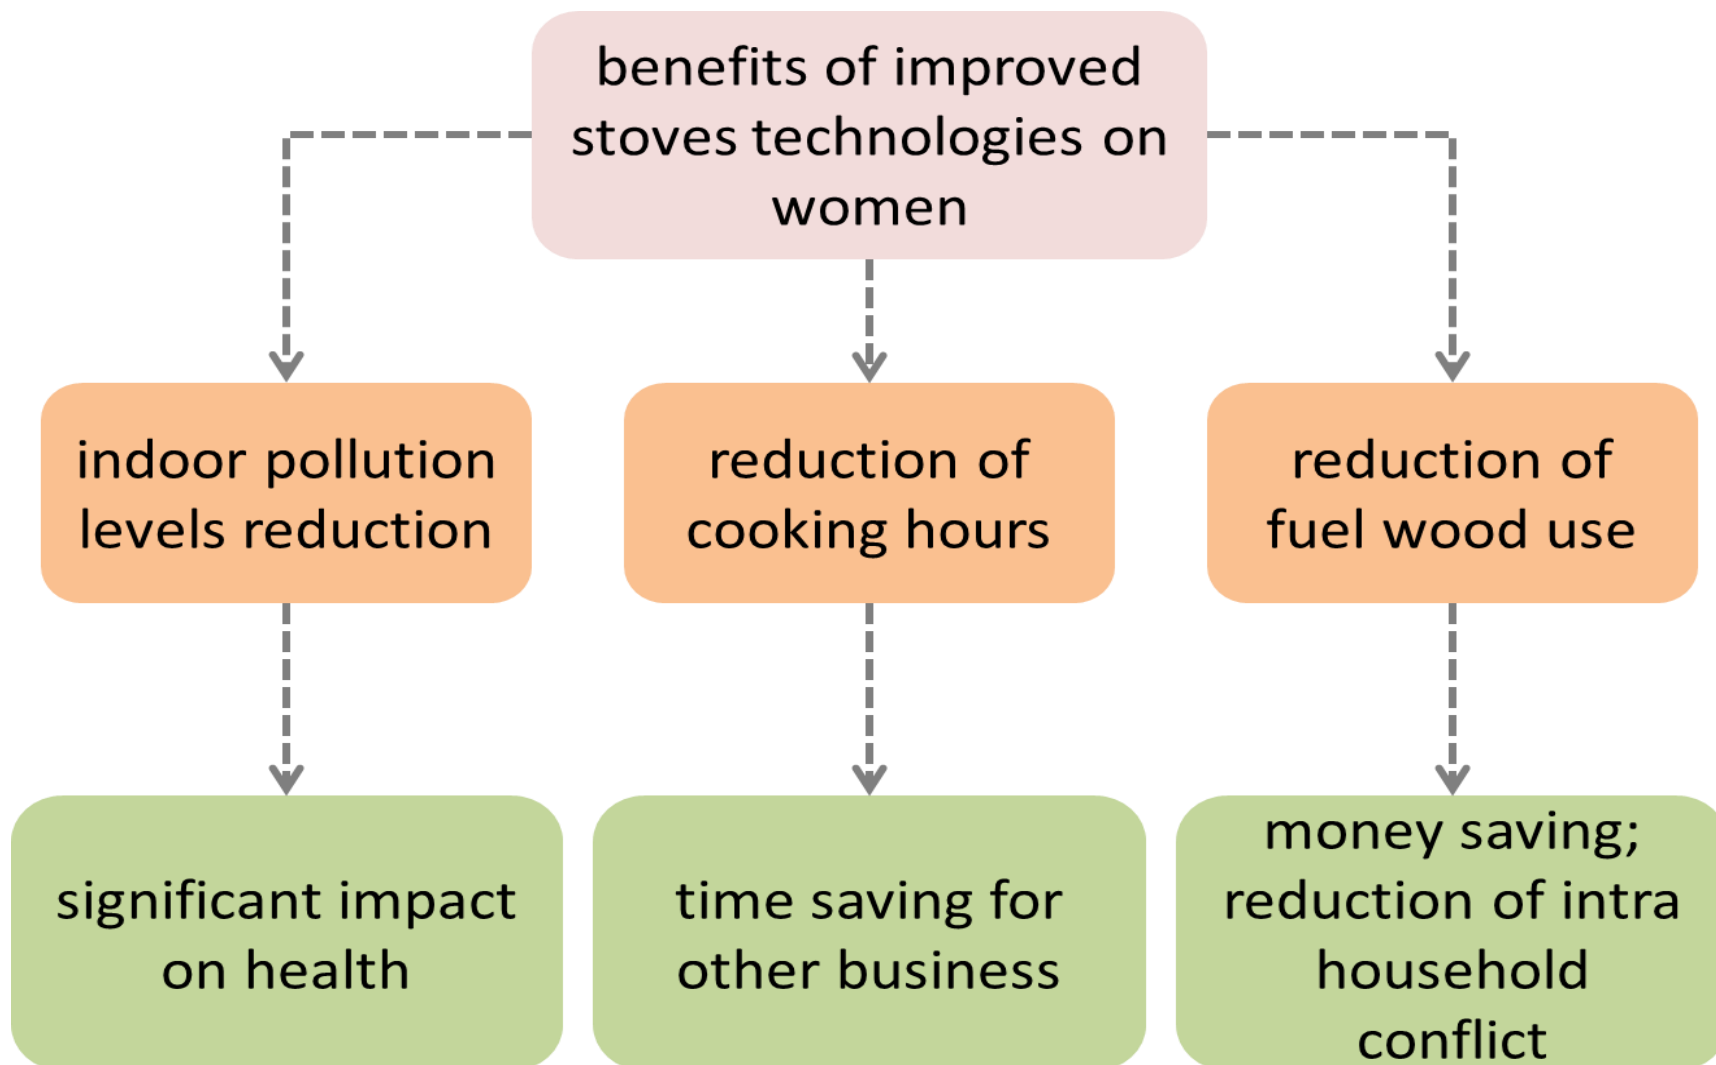 benefits of improved
stoves technologies on
women
indoor pollution
levels reduction
reduction of
cooking hours
reduction of
fuel wood use
significant impact
on health
time saving for
other business
money saving;
reduction of intra
household
conflict